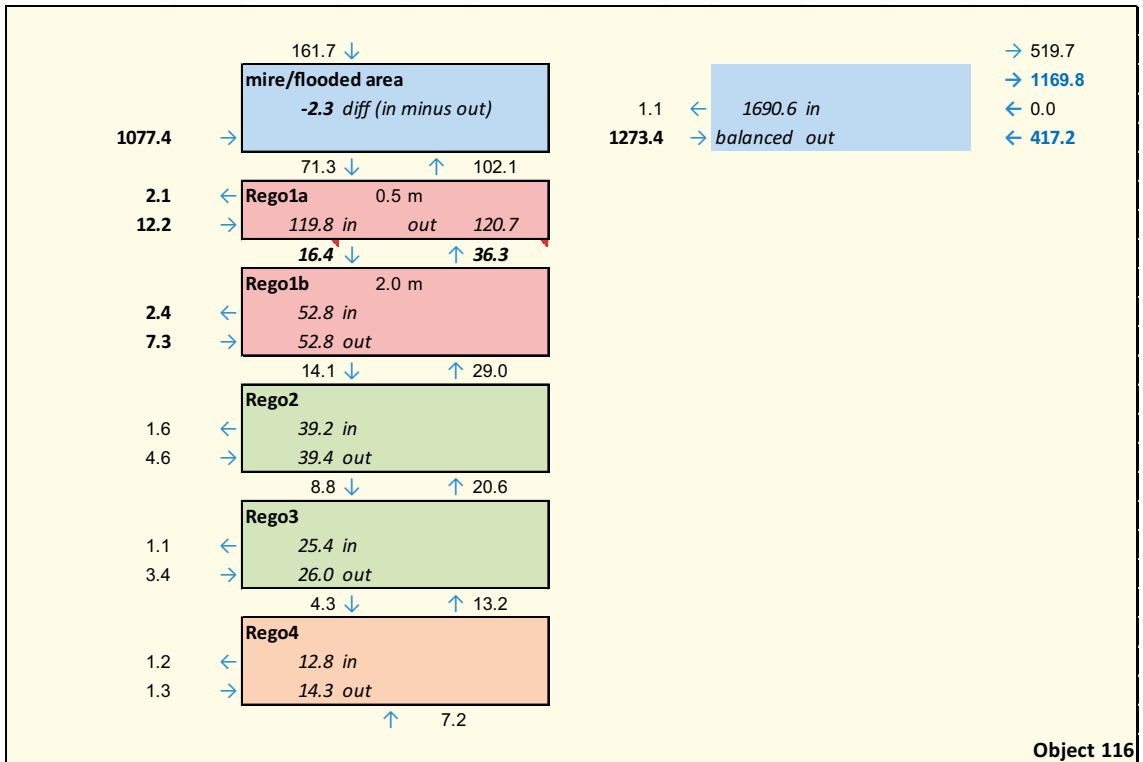 161.7 ↓ → 519.7
mire/flooded area → 1169.8
-2.3 diff (in minus out) 1.1 ← 1690.6 in ← 0.0
1077.4 → 1273.4 → balanced out ← 417.2
71.3 ↓ ↑ 102.1
2.1 ← Rego1a 0.5 m
12.2 → 119.8 in out 120.7
16.4 ↓ ↑ 36.3
Rego1b 2.0 m
2.4 ← 52.8 in
7.3 → 52.8 out
14.1 ↓ ↑ 29.0
Rego2
1.6 ← 39.2 in
4.6 → 39.4 out
8.8 ↓ ↑ 20.6
Rego3
1.1 ← 25.4 in
3.4 → 26.0 out
4.3 ↓ ↑ 13.2
Rego4
1.2 ← 12.8 in
1.3 → 14.3 out
↑ 7.2
Object 116